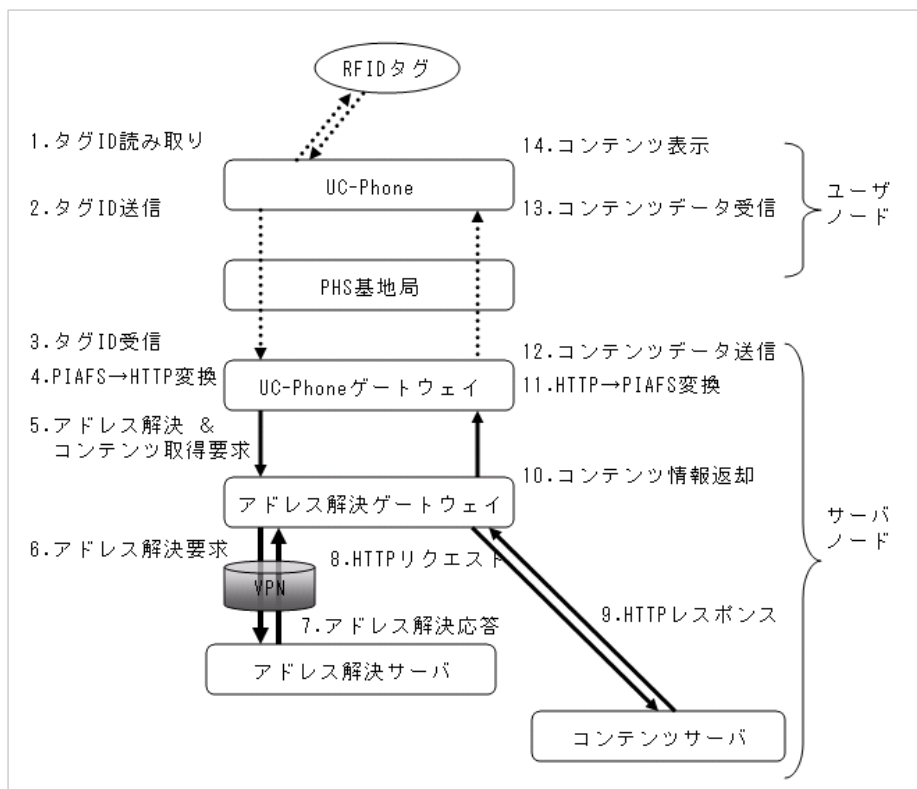 RFIDタグ
1.タグID読み取り
14.コンテンツ表示
UC-Phone
ユーザ
ノード
2.タグID送信
13.コンテンツデータ受信
PHS基地局
3.タグID受信
12.コンテンツデータ送信
4.PIAFS→HTTP変換
UC-Phoneゲートウェイ
11.HTTP→PIAFS変換
5.アドレス解決 &
コンテンツ取得要求
10.コンテンツ情報返却
アドレス解決ゲートウェイ
サーバ
ノード
6.アドレス解決要求
8.HTTPリクエスト
VPN
9.HTTPレスポンス
7.アドレス解決応答
アドレス解決サーバ
コンテンツサーバ